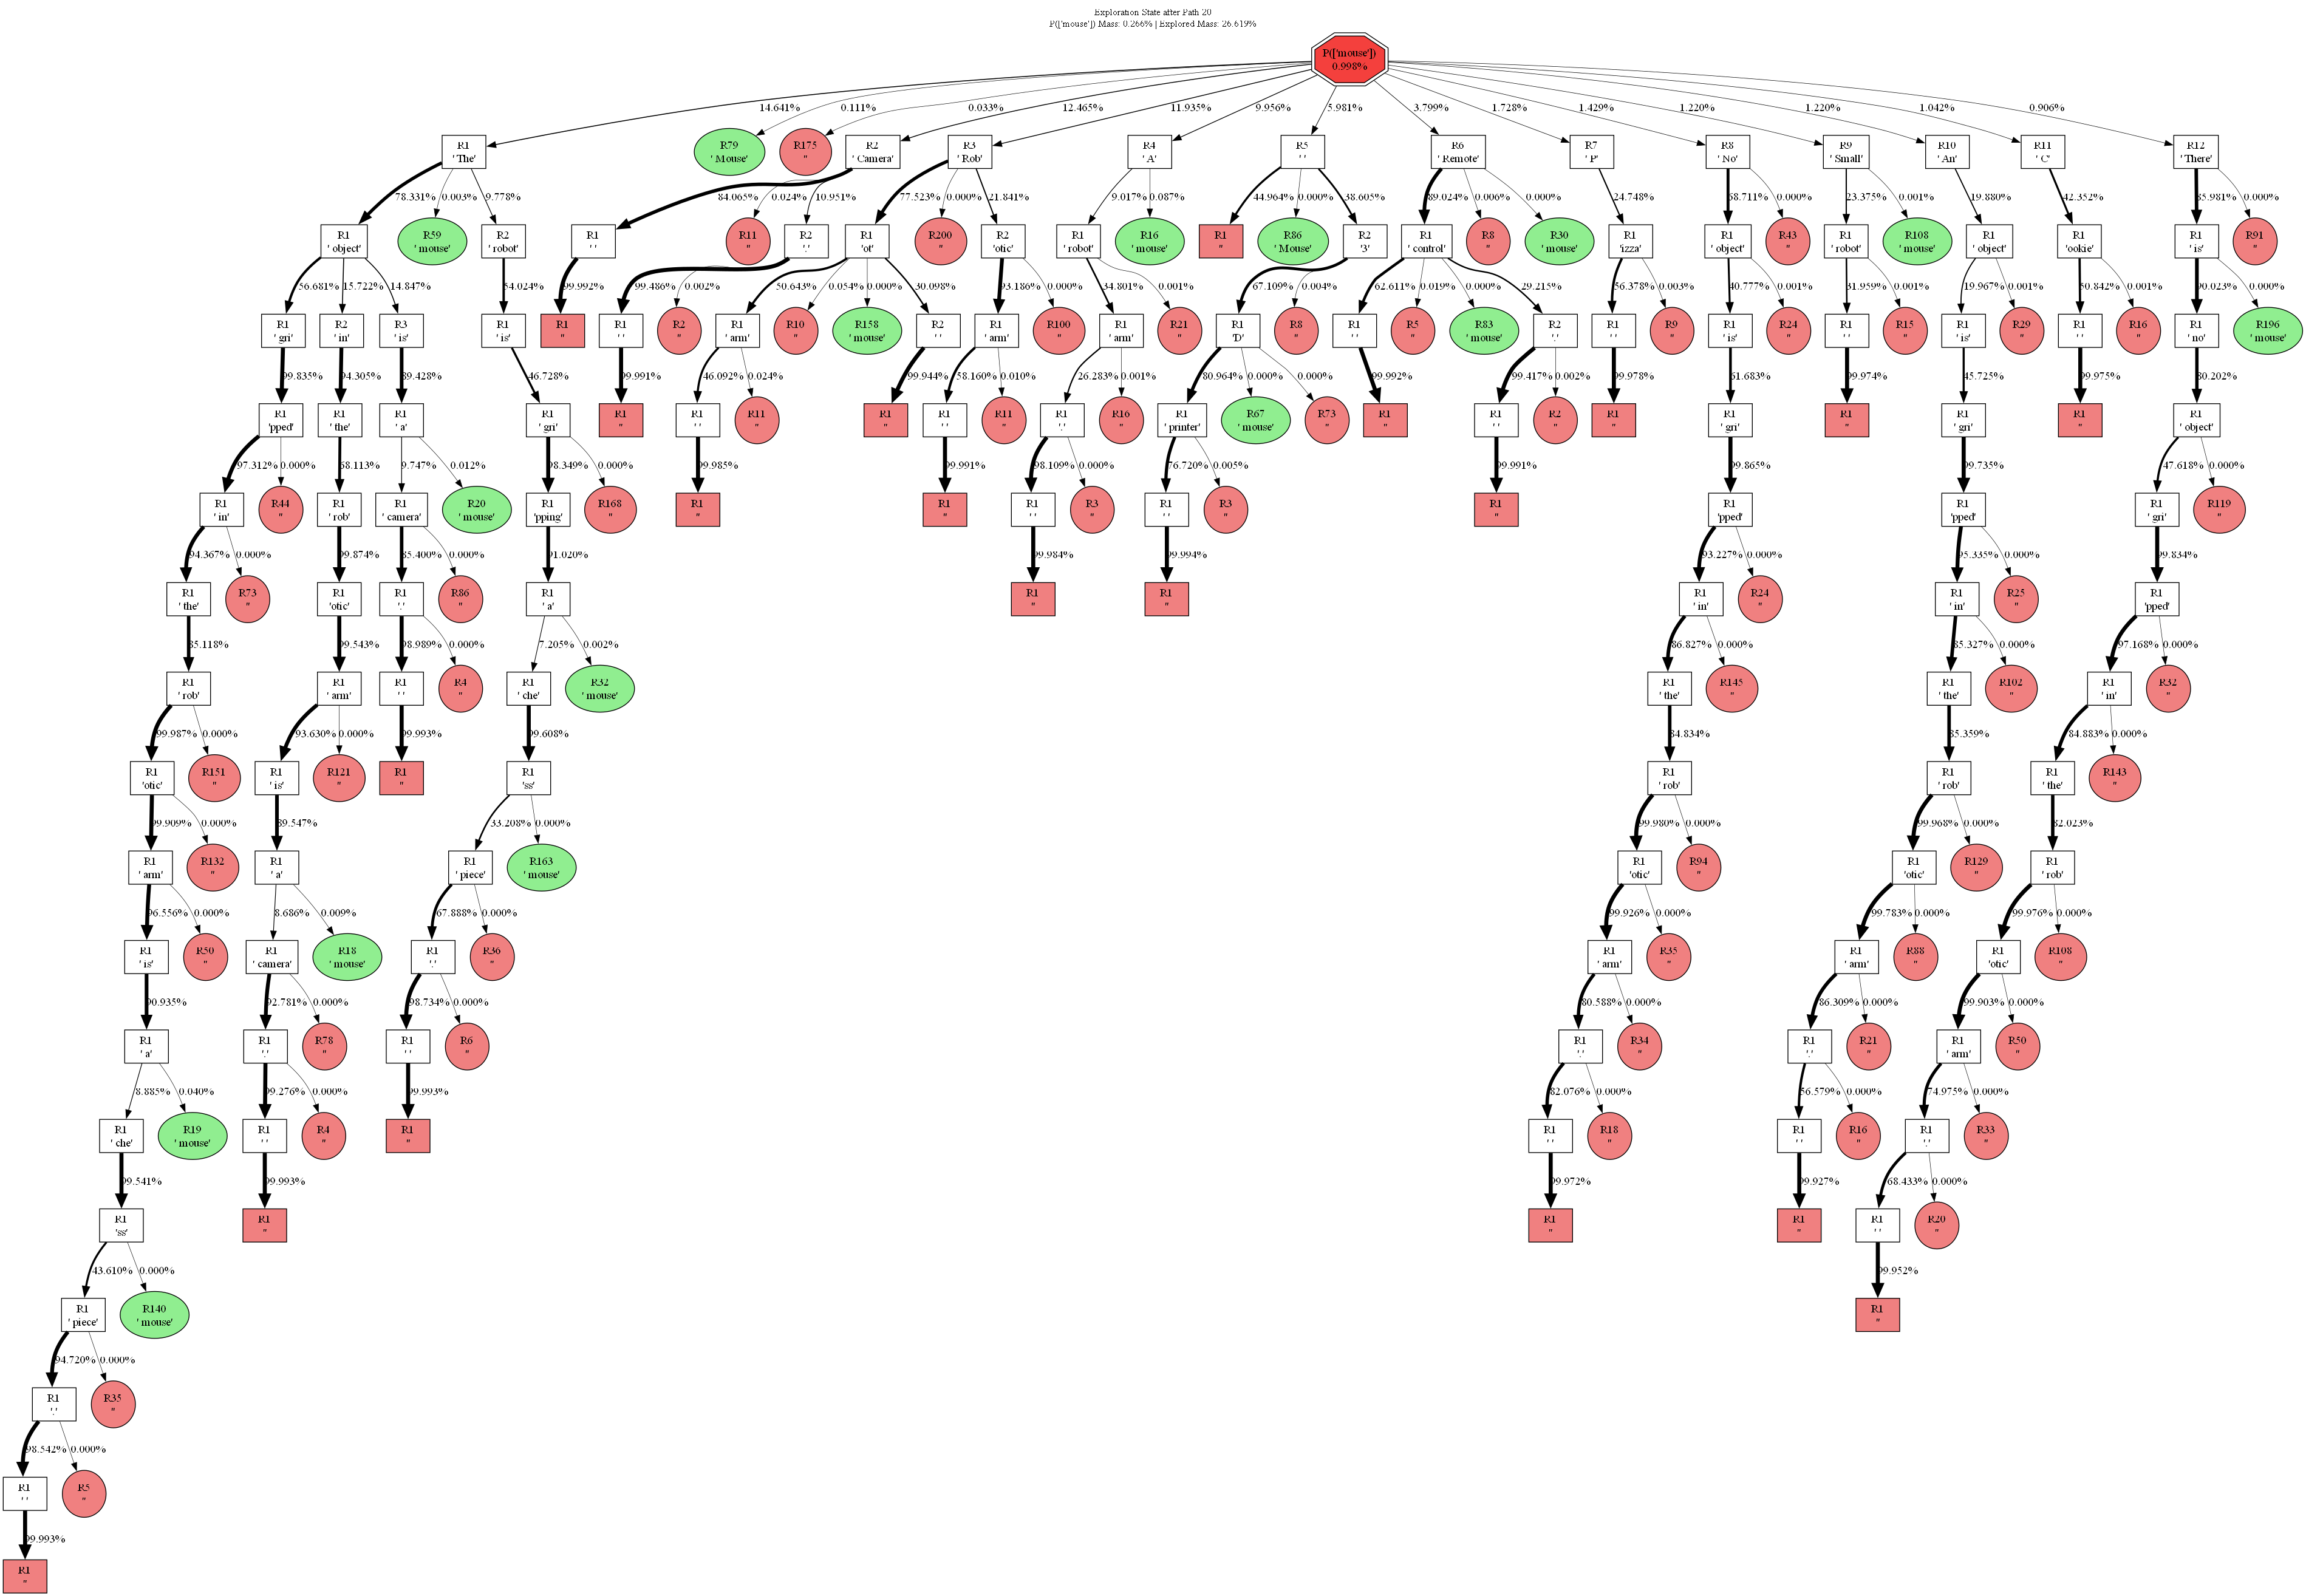 Exploration State after Path 20
P(['mouse']) Mass: 0.266% | Explored Mass: 26.619%
P(['mouse'])
0.998%
14.641% 0.111% 0.033% 12.465% 11.935% 9.956% 5.981% 3.799% 1.728% 1.429% 1.220% 1.220% 1.042% 0.906%
R1 R79 R175 R2 R3 R4 R5 R6 R7 R8 R9 R10 R11 R12
' The' ' Mouse' '' ' Camera' ' Rob' ' A' ' ' ' Remote' ' P' ' No' ' Small' ' An' ' C' 'There'
78.331% 0.003% 9.778% 84.065% 0.024% 10.951% 77.523% 0.000% 21.841% 9.017% 0.087% 44.964% 0.000% 38.605% 89.024% 0.006% 0.000% 24.748% 58.711% 0.000% 23.375% 0.001% 19.880% 42.352% 85.981% 0.000%
R1 R59 R2 R1 R11 R2 R1 R200 R2 R1 R16 R1 R86 R2 R1 R8 R30 R1 R1 R43 R1 R108 R1 R1 R1 R91
' object' ' mouse' ' robot' ' ' '' '.' 'ot' '' 'otic' ' robot' ' mouse' '' ' Mouse' '3' ' control' '' ' mouse' 'izza' ' object' '' ' robot' ' mouse' ' object' 'ookie' ' is' ''
56.681% 15.722% 14.847% 54.024% 99.992% 99.486% 0.002% 50.643% 0.054% 0.000% 30.098% 93.186% 0.000% 34.801% 0.001% 67.109% 0.004% 62.611% 0.019% 0.000% 29.215% 56.378% 0.003% 40.777% 0.001% 31.959% 0.001% 19.967% 0.001% 50.842% 0.001% 90.023% 0.000%
R1 R2 R3 R1 R1 R1 R2 R1 R10 R158 R2 R1 R100 R1 R21 R1 R8 R1 R5 R83 R2 R1 R9 R1 R24 R1 R15 R1 R29 R1 R16 R1 R196
' gri' ' in' ' is' ' is' '' ' ' '' ' arm' '' ' mouse' ' ' ' arm' '' ' arm' '' 'D' '' ' ' '' ' mouse' '.' ' ' '' ' is' '' ' ' '' ' is' '' ' ' '' ' no' ' mouse'
99.835% 94.305% 89.428% 46.728% 99.991% 46.092% 0.024% 99.944% 58.160% 0.010% 26.283% 0.001% 80.964% 0.000% 0.000% 99.992% 99.417% 0.002% 99.978% 51.683% 99.974% 45.725% 99.975% 80.202%
R1 R1 R1 R1 R1 R1 R11 R1 R1 R11 R1 R16 R1 R67 R73 R1 R1 R2 R1 R1 R1 R1 R1 R1
'pped' ' the' ' a' ' gri' '' ' ' '' '' ' ' '' '.' '' ' printer' ' mouse' '' '' ' ' '' '' ' gri' '' ' gri' '' ' object'
97.312% 0.000% 58.113% 9.747% 0.012% 98.349% 0.000% 99.985% 99.991% 98.109% 0.000% 76.720% 0.005% 99.991% 99.865% 99.735% 47.618% 0.000%
R1 R44 R1 R1 R20 R1 R168 R1 R1 R1 R3 R1 R3 R1 R1 R1 R1 R119
' in' '' ' rob' ' camera' ' mouse' 'pping' '' '' '' ' ' '' ' ' '' '' 'pped' 'pped' ' gri' ''
94.367% 0.000% 99.874% 85.400% 0.000% 91.020% 99.984% 99.994% 93.227% 0.000% 95.335% 0.000% 99.834%
R1 R73 R1 R1 R86 R1 R1 R1 R1 R24 R1 R25 R1
' the' '' 'otic' '.' '' ' a' '' '' ' in' '' ' in' '' 'pped'
85.118% 99.543% 98.989% 0.000% 7.205% 0.002% 86.827% 0.000% 85.327% 0.000% 97.168% 0.000%
R1 R1 R1 R4 R1 R32 R1 R145 R1 R102 R1 R32
' rob' ' arm' ' ' '' ' che' ' mouse' ' the' '' ' the' '' ' in' ''
99.987% 0.000% 93.630% 0.000% 99.993% 99.608% 84.834% 85.359% 84.883% 0.000%
R1 R151 R1 R121 R1 R1 R1 R1 R1 R143
'otic' '' ' is' '' '' 'ss' ' rob' ' rob' ' the' ''
99.909% 0.000% 89.547% 33.208% 0.000% 99.980% 0.000% 99.968% 0.000% 82.023%
R1 R132 R1 R1 R163 R1 R94 R1 R129 R1
' arm' '' ' a' ' piece' ' mouse' 'otic' '' 'otic' '' ' rob'
96.556% 0.000% 8.686% 0.009% 67.888% 0.000% 99.926% 0.000% 99.783% 0.000% 99.976% 0.000%
R1 R50 R1 R18 R1 R36 R1 R35 R1 R88 R1 R108
' is' '' ' camera' ' mouse' '.' '' ' arm' '' ' arm' '' 'otic' ''
90.935% 92.781% 0.000% 98.734% 0.000% 80.588% 0.000% 86.309% 0.000% 99.903% 0.000%
R1 R1 R78 R1 R6 R1 R34 R1 R21 R1 R50
' a' '.' '' ' ' '' '.' '' '.' '' ' arm' ''
8.885% 0.040% 99.276% 0.000% 99.993% 82.076% 0.000% 56.579% 0.000% 74.975% 0.000%
R1 R19 R1 R4 R1 R1 R18 R1 R16 R1 R33
' che' ' mouse' ' ' '' '' ' ' '' ' ' '' '.' ''
99.541% 99.993% 99.972% 99.927% 68.433% 0.000%
R1 R1 R1 R1 R1 R20
'ss' '' '' '' ' ' ''
43.610% 0.000% 99.952%
R1 R140 R1
' piece' ' mouse' ''
94.720% 0.000%
R1 R35
'.' ''
98.542% 0.000%
R1 R5
' ' ''
99.993%
R1
''